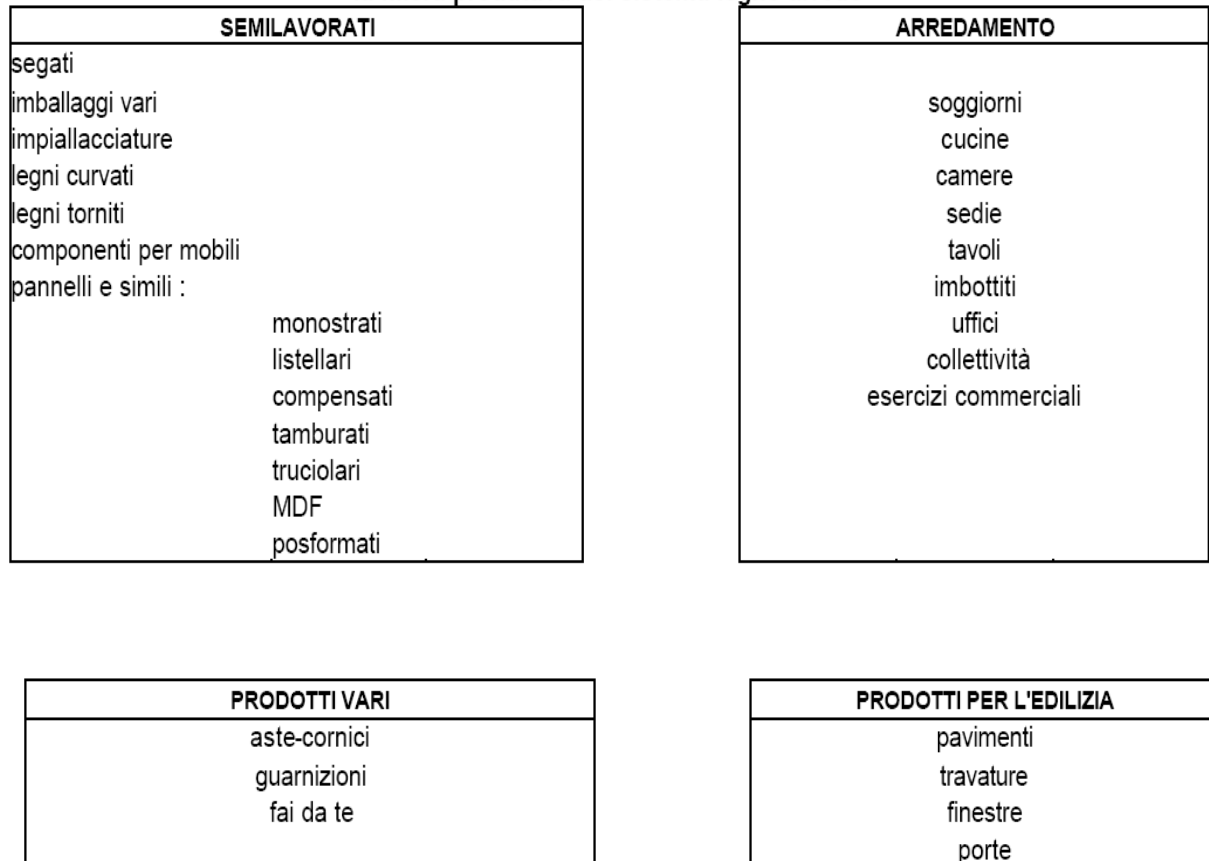 SEMILAVORATI
segati
imballaggi vari
impiallacciature
legni curvati
legni torniti
componenti per mobili
pannelli e simili :
monostrati
listellari
compensati
tamburati
truciolari
MDF
posformati
ARREDAMENTO
soggiorni
cucine
camere
sedie
tavoli
imbottiti
uffici
collettività
esercizi commerciali
PRODOTTI VARI
aste-cornici
guarnizioni
fai da te
PRODOTTI PER L'EDILIZIA
pavimenti
travature
finestre
porte